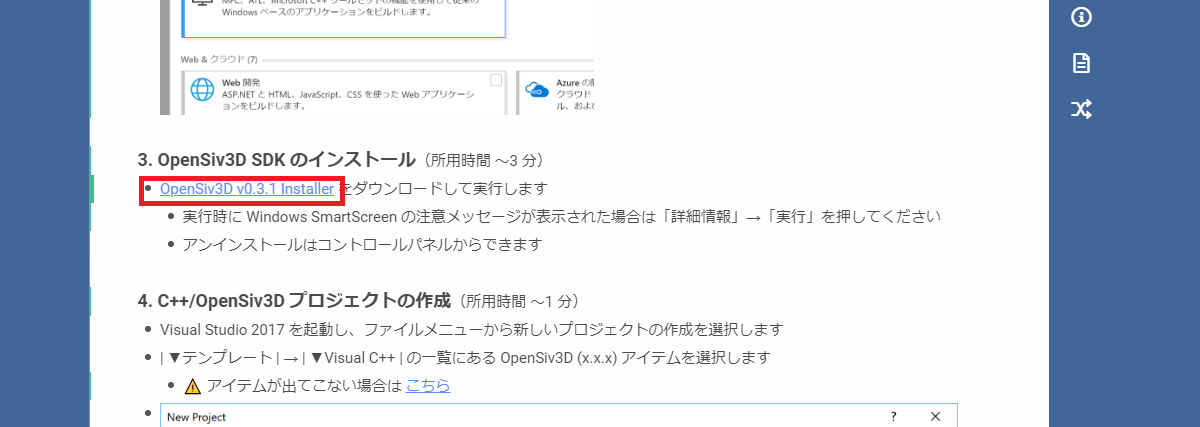 MFC、ATL、Microsoft C++ ツールセットの機能を使用して従来の
Windows ベースのアプリケーションをビルドします。
Web & クラウド (7)
Web 開発
ASP.NET と HTML、JavaScript、CSS を使った Web アプリケーシ
ョンをビルドします。
Azure の開
クラウド
ル、およ
3. OpenSiv3D SDK のインストール（所用時間 ～3 分）
OpenSiv3D v0.3.1 Installer をダウンロードして実行します
実行時に Windows SmartScreen の注意メッセージが表示された場合は「詳細情報」→「実行」を押してください
アンインストールはコントロールパネルからできます
4. C++/OpenSiv3D プロジェクトの作成（所用時間 ～1 分）
Visual Studio 2017 を起動し、ファイルメニューから新しいプロジェクトの作成を選択します
| ▼テンプレート | → | ▼Visual C++ | の一覧にある OpenSiv3D (x.x.x) アイテムを選択します
⚠ アイテムが出てこない場合は こちら
New Project ? ×